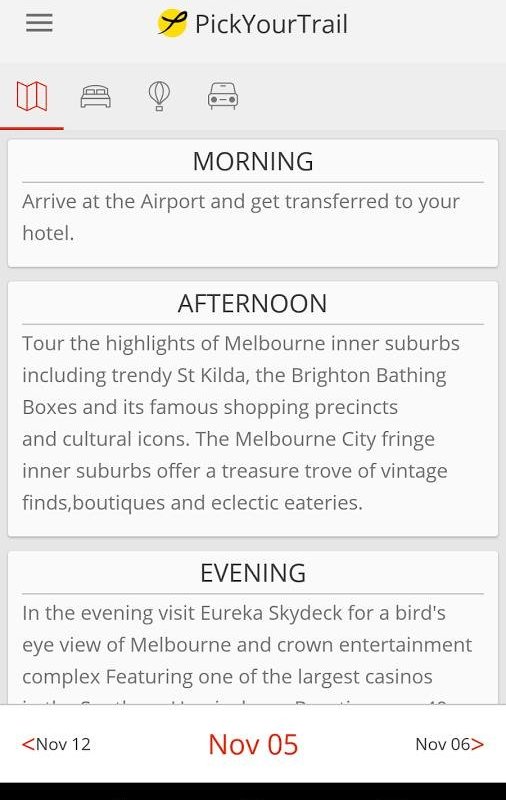 PickYourTrail
MORNING
Arrive at the Airport and get transferred to your
hotel.
AFTERNOON
Tour the highlights of Melbourne inner suburbs
including trendy St Kilda, the Brighton Bathing
Boxes and its famous shopping precincts
and cultural icons. The Melbourne City fringe
inner suburbs offer a treasure trove of vintage
finds,boutiques and eclectic eateries.
EVENING
In the evening visit Eureka Skydeck for a bird's
eye view of Melbourne and crown entertainment
complex Featuring one of the largest casinos
<Nov 12 Nov 05 Nov 06>